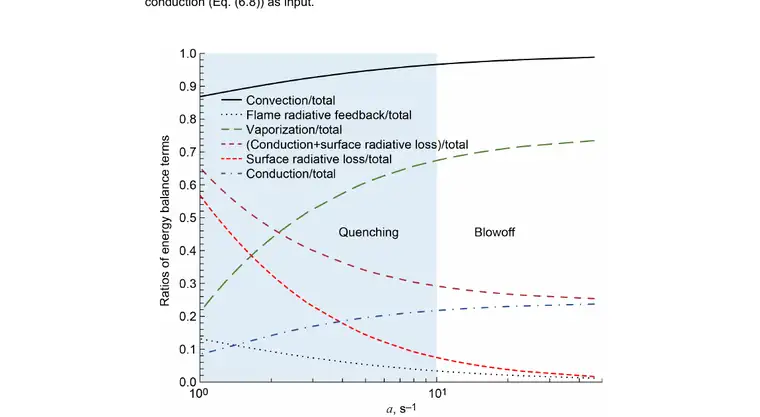 conduction (Eq. (6.8)) as input.
1.0
0.9
0.8
0.7
0.6
0.5
0.4
0.3
0.2
0.1
0.0
Ratios of energy balance terms
Convection/total
Flame radiative feedback/total
Vaporization/total
(Conduction+surface radiative loss)/total
Surface radiative loss/total
Conduction/total
Quenching
Blowoff
10⁰
10¹
a, s⁻¹